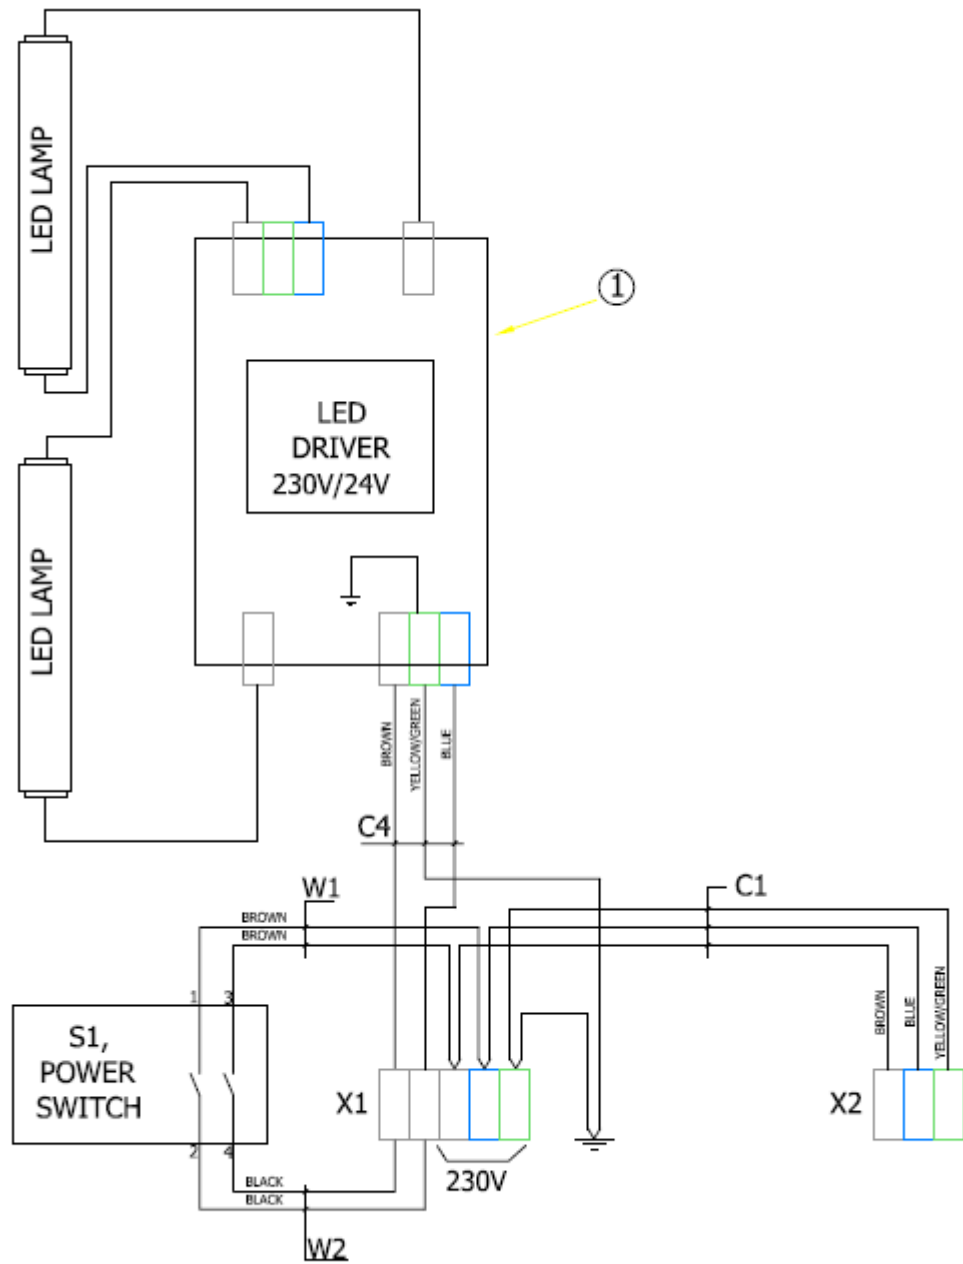 LED LAMP
1
LED
DRIVER
230V/24V
LED LAMP
BROWN
YELLOW/GREEN
BLUE
C4
W1
C1
BROWN
BROWN
1 3
S1,
POWER
SWITCH
BROWN
BLUE
YELLOW/GREEN
X1
X2
2 4
230V
BLACK
BLACK
W2